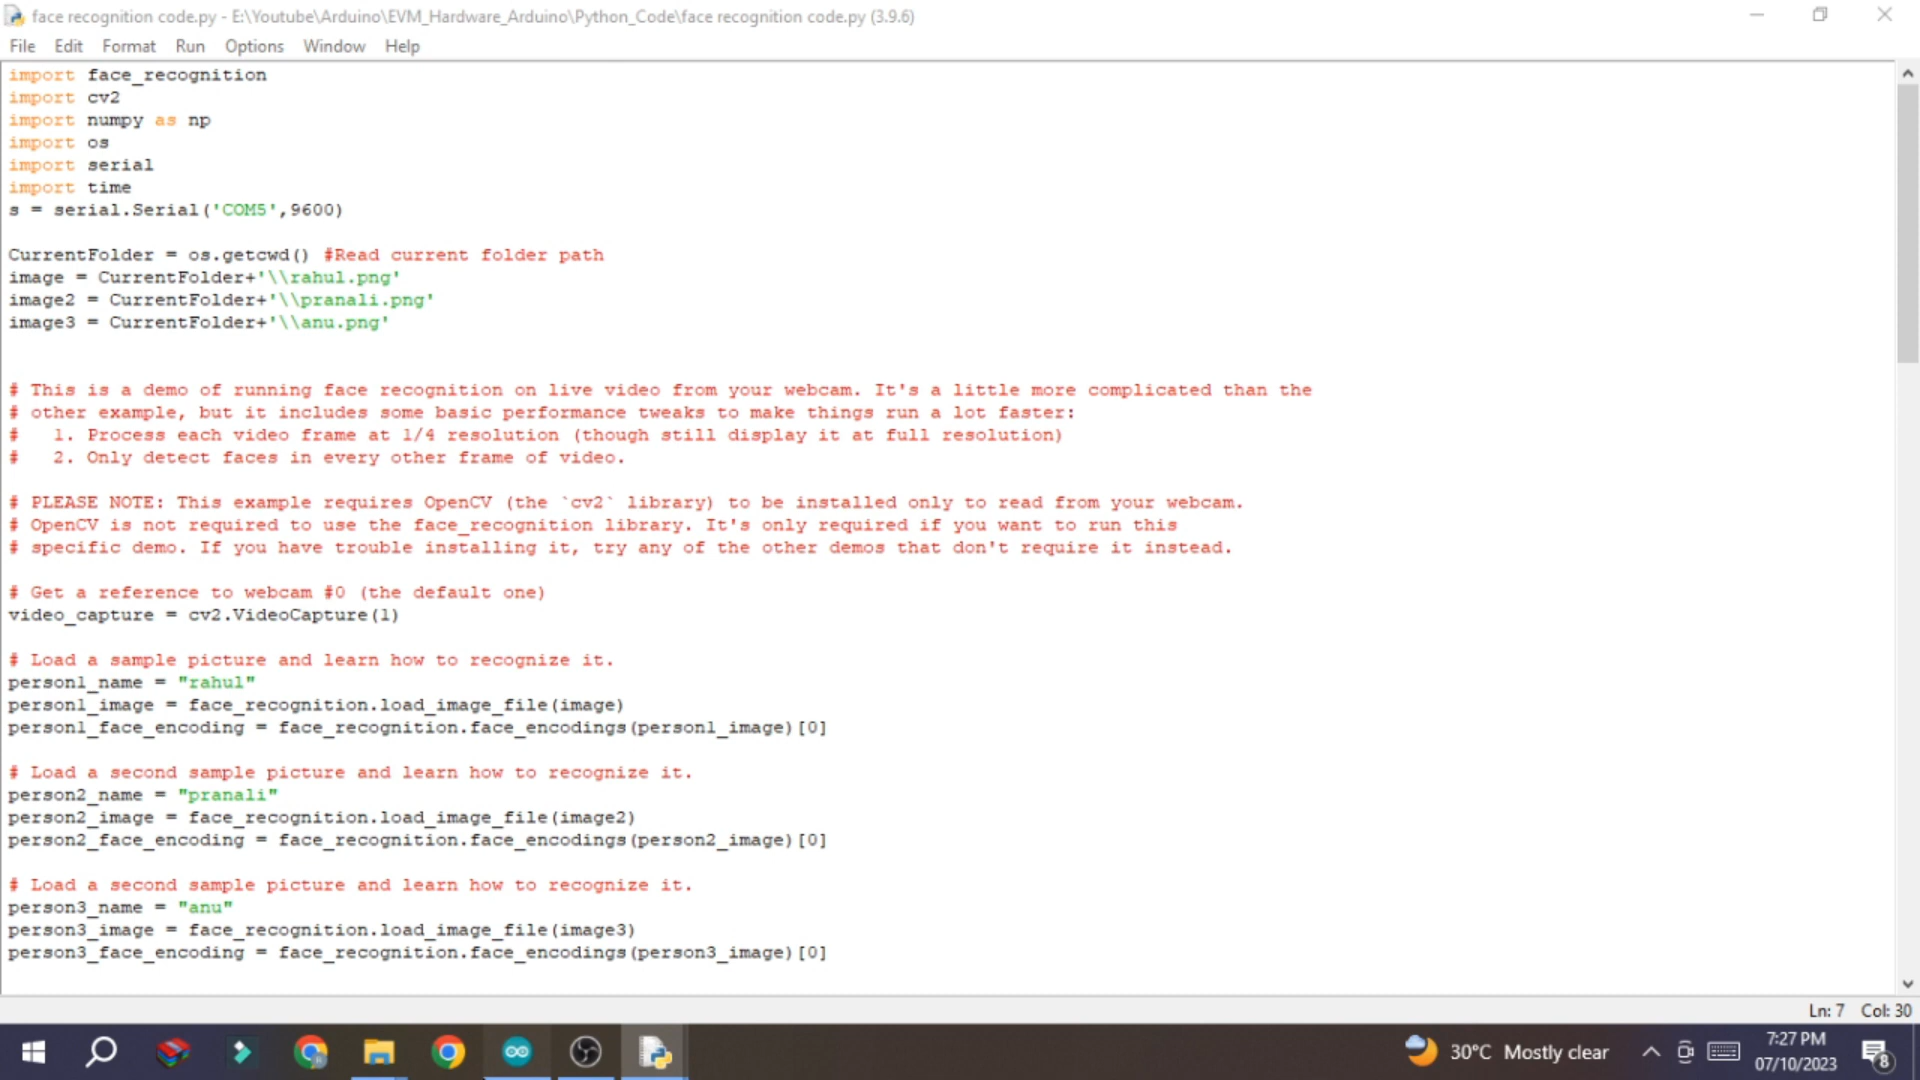 face recognition code.py - E:\Youtube\Arduino\EVM_Hardware_Arduino\Python_Code\face recognition code.py (3.9.6)
File Edit Format Run Options Window Help
import face_recognition
import cv2
import numpy as np
import os
import serial
import time
s = serial.Serial('COM5',9600)
CurrentFolder = os.getcwd() #Read current folder path
image = CurrentFolder+'\\rahul.png'
image2 = CurrentFolder+'\\pranali.png'
image3 = CurrentFolder+'\\anu.png'
# This is a demo of running face recognition on live video from your webcam. It's a little more complicated than the
# other example, but it includes some basic performance tweaks to make things run a lot faster:
#   1. Process each video frame at 1/4 resolution (though still display it at full resolution)
#   2. Only detect faces in every other frame of video.
# PLEASE NOTE: This example requires OpenCV (the `cv2` library) to be installed only to read from your webcam.
# OpenCV is not required to use the face_recognition library. It's only required if you want to run this
# specific demo. If you have trouble installing it, try any of the other demos that don't require it instead.
# Get a reference to webcam #0 (the default one)
video_capture = cv2.VideoCapture(1)
# Load a sample picture and learn how to recognize it.
person1_name = "rahul"
person1_image = face_recognition.load_image_file(image)
person1_face_encoding = face_recognition.face_encodings(person1_image)[0]
# Load a second sample picture and learn how to recognize it.
person2_name = "pranali"
person2_image = face_recognition.load_image_file(image2)
person2_face_encoding = face_recognition.face_encodings(person2_image)[0]
# Load a second sample picture and learn how to recognize it.
person3_name = "anu"
person3_image = face_recognition.load_image_file(image3)
person3_face_encoding = face_recognition.face_encodings(person3_image)[0]
Ln: 7 Col: 30
30°C Mostly clear
7:27 PM
07/10/2023
8